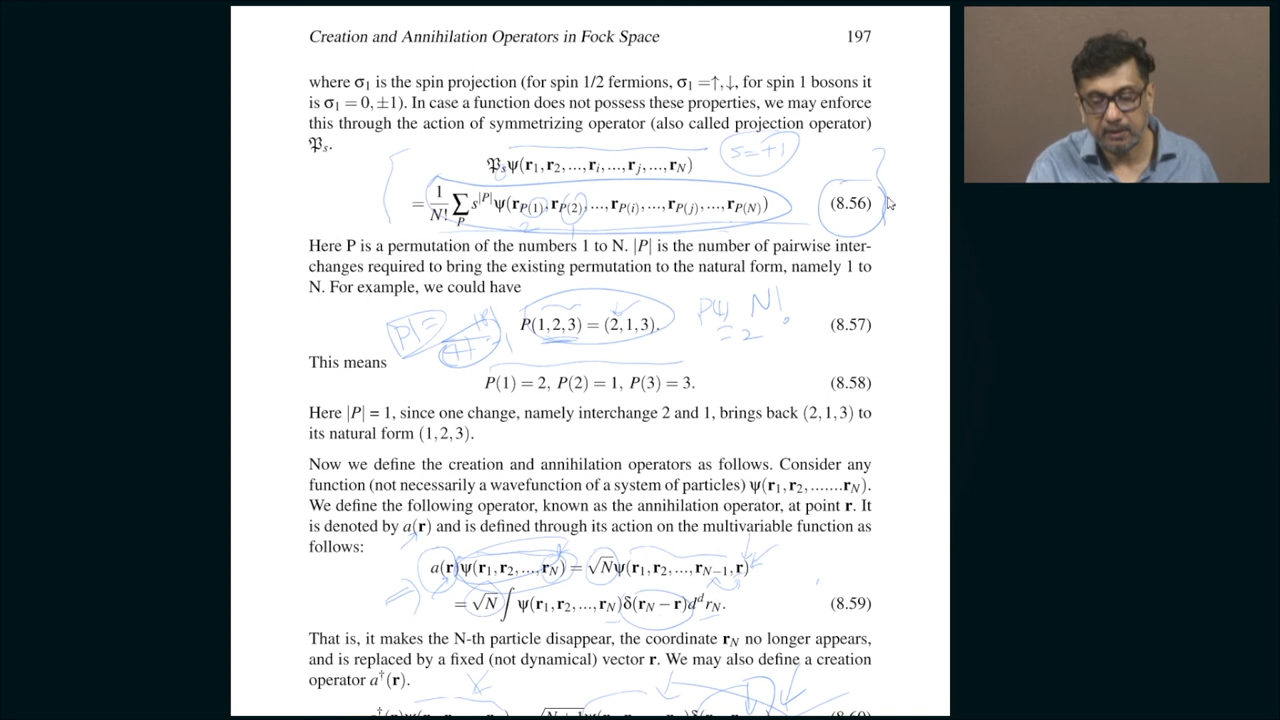 Creation and Annihilation Operators in Fock Space 197
where σ₁ is the spin projection (for spin 1/2 fermions, σ₁ =↑,↓, for spin 1 bosons it
is σ₁ = 0,±1). In case a function does not possess these properties, we may enforce
this through the action of symmetrizing operator (also called projection operator)
𝔓ₛ.
s=+1
𝔓ₛψ(r₁,r₂,...,rᵢ,...,rⱼ,...,r_N)
= 1/N! ∑_P s^|P| ψ(r_P(1),r_P(2),...,r_P(i),...,r_P(j),...,r_P(N)) (8.56)
2 1
Here P is a permutation of the numbers 1 to N. |P| is the number of pairwise inter-
changes required to bring the existing permutation to the natural form, namely 1 to
N. For example, we could have
P(1,2,3) = (2,1,3). P(1) = 2 N! (8.57)
This means
P(1) = 2, P(2) = 1, P(3) = 3. (8.58)
Here |P| = 1, since one change, namely interchange 2 and 1, brings back (2,1,3) to
its natural form (1,2,3).
Now we define the creation and annihilation operators as follows. Consider any
function (not necessarily a wavefunction of a system of particles) ψ(r₁,r₂,.......r_N).
We define the following operator, known as the annihilation operator, at point r. It
is denoted by a(r) and is defined through its action on the multivariable function as
follows:
a(r)ψ(r₁,r₂,...,r_N) = √Nψ(r₁,r₂,...,r_N−1,r)
= √N ∫ ψ(r₁,r₂,...,r_N)δ(r_N − r)d^d r_N. (8.59)
That is, it makes the N-th particle disappear, the coordinate r_N no longer appears,
and is replaced by a fixed (not dynamical) vector r. We may also define a creation
operator a†(r).